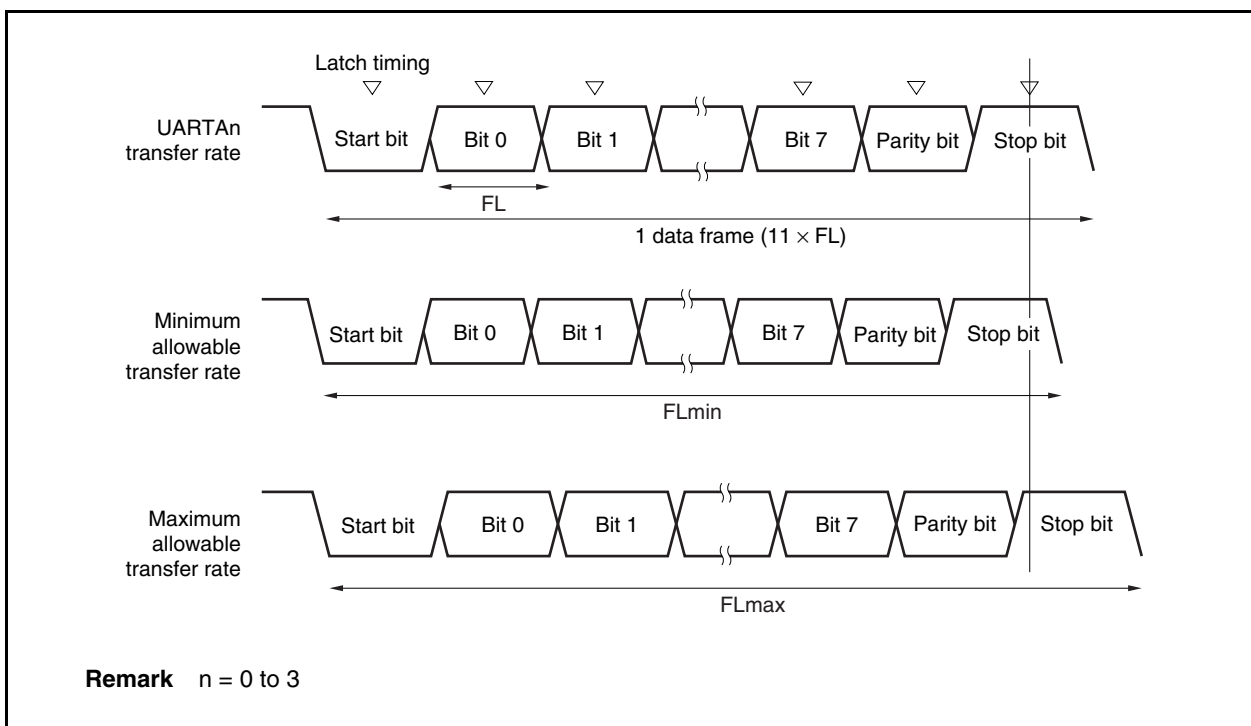 Latch timing
UARTAn
transfer rate
Start bit
Bit 0
Bit 1
Bit 7
Parity bit
Stop bit
FL
1 data frame (11 × FL)
Minimum
allowable
transfer rate
Start bit
Bit 0
Bit 1
Bit 7
Parity bit
Stop bit
FLmin
Maximum
allowable
transfer rate
Start bit
Bit 0
Bit 1
Bit 7
Parity bit
Stop bit
FLmax
Remark n = 0 to 3